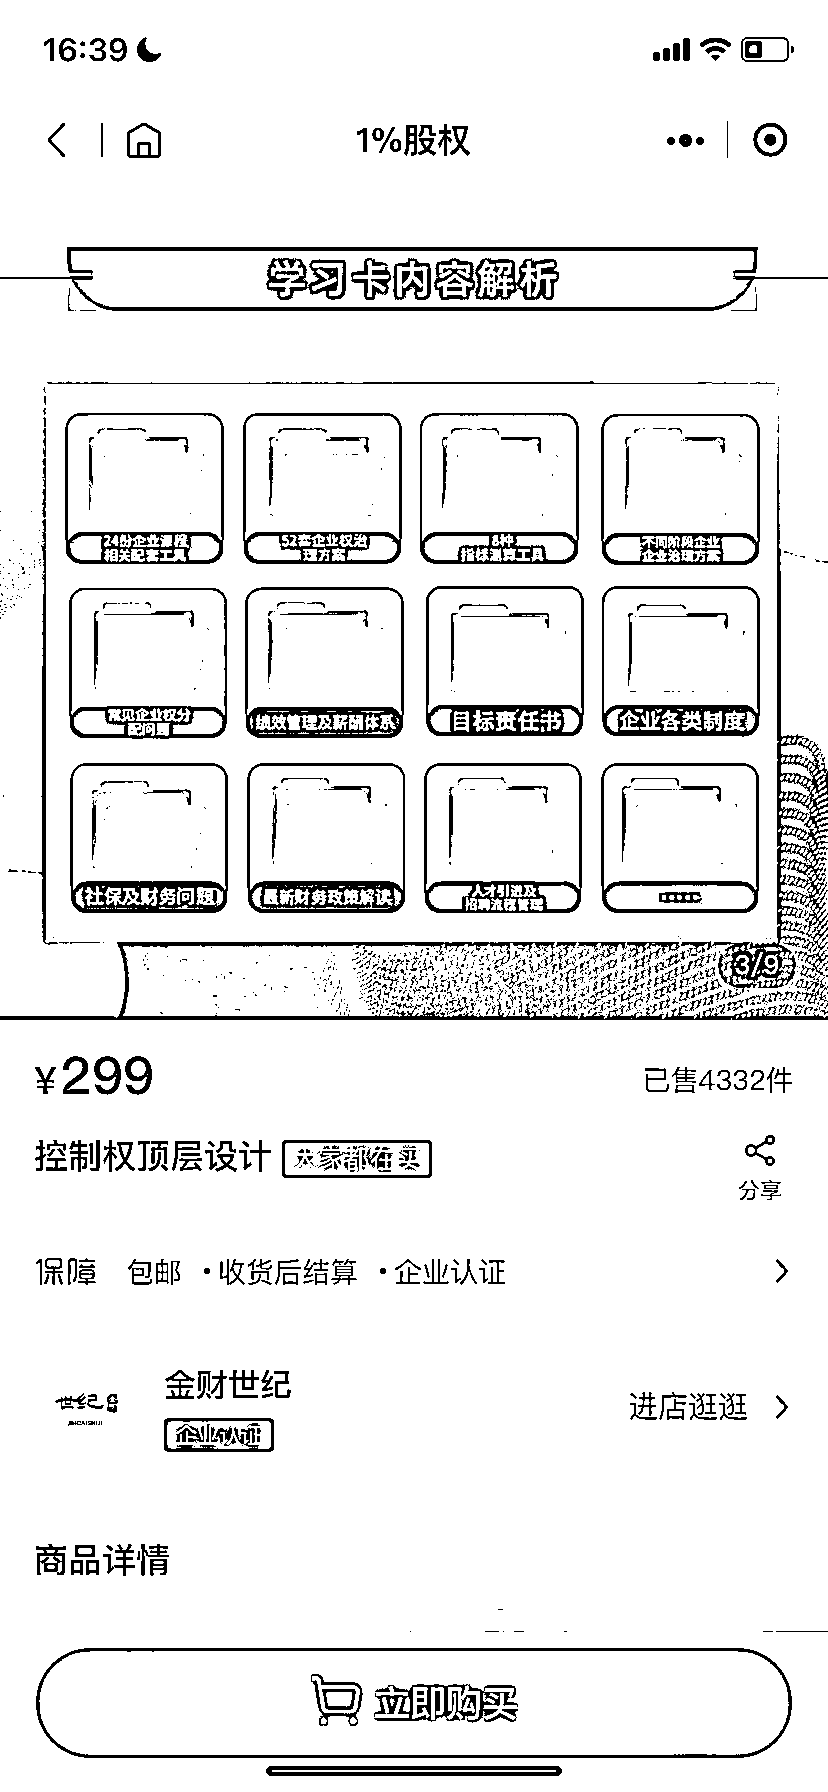 16:39
1%股权
学习卡内容解析
24份企业课程
相关配套工具
52套企业权治
理方案
8种
指标测算工具
不同阶段企业
企业治理方案
常见企业权分
配问题
绩效管理及薪酬体系
目标责任书
企业各类制度
社保及财务问题
最新财务政策解读
人才引进及
招聘流程管理
3/9
¥299
已售4332件
控制权顶层设计
大家都在买
分享
保障 包邮 ·收货后结算 ·企业认证
金财世纪
企业认证
进店逛逛
商品详情
立即购买